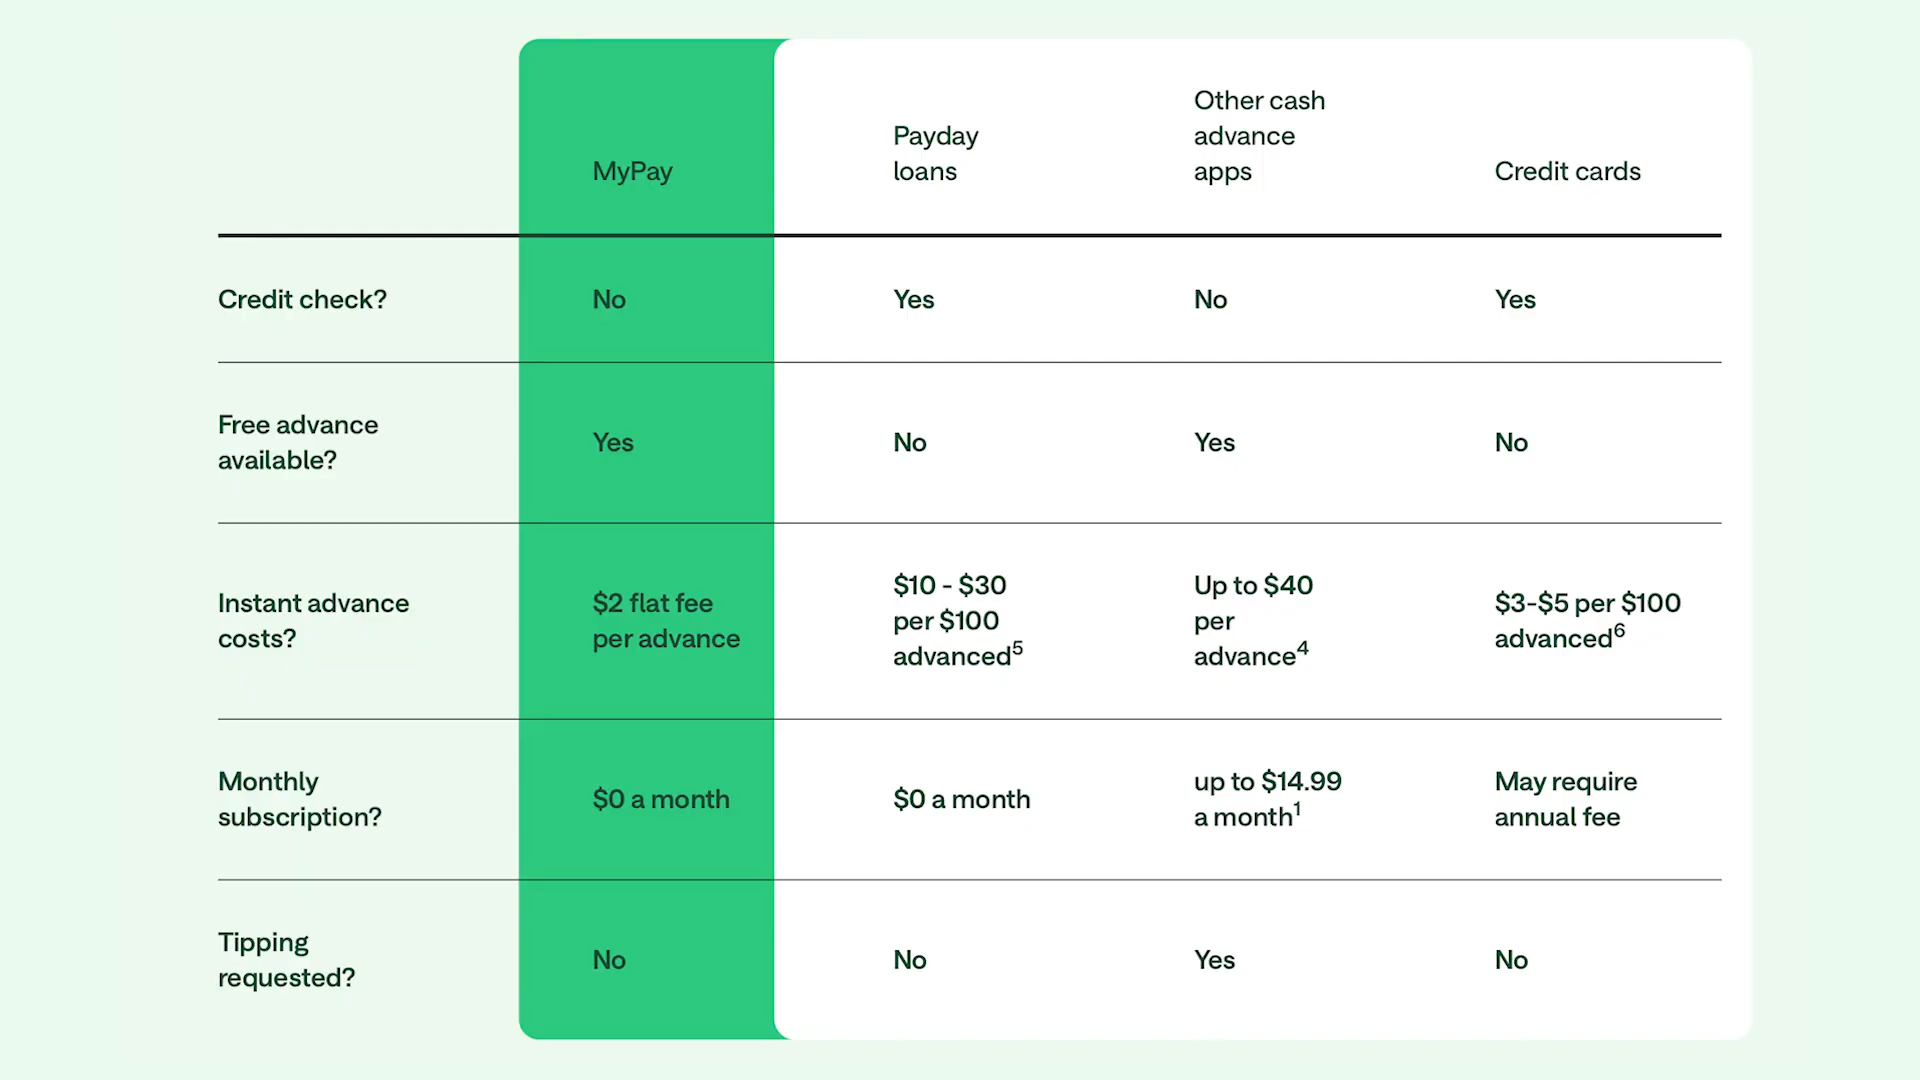 MyPay
Payday
loans
Other cash
advance
apps
Credit cards
Credit check?
No
Yes
No
Yes
Free advance
available?
Yes
No
Yes
No
Instant advance
costs?
$2 flat fee
per advance
$10 - $30
per $100
advanced⁵
Up to $40
per
advance⁴
$3-$5 per $100
advanced⁶
Monthly
subscription?
$0 a month
$0 a month
up to $14.99
a month¹
May require
annual fee
Tipping
requested?
No
No
Yes
No